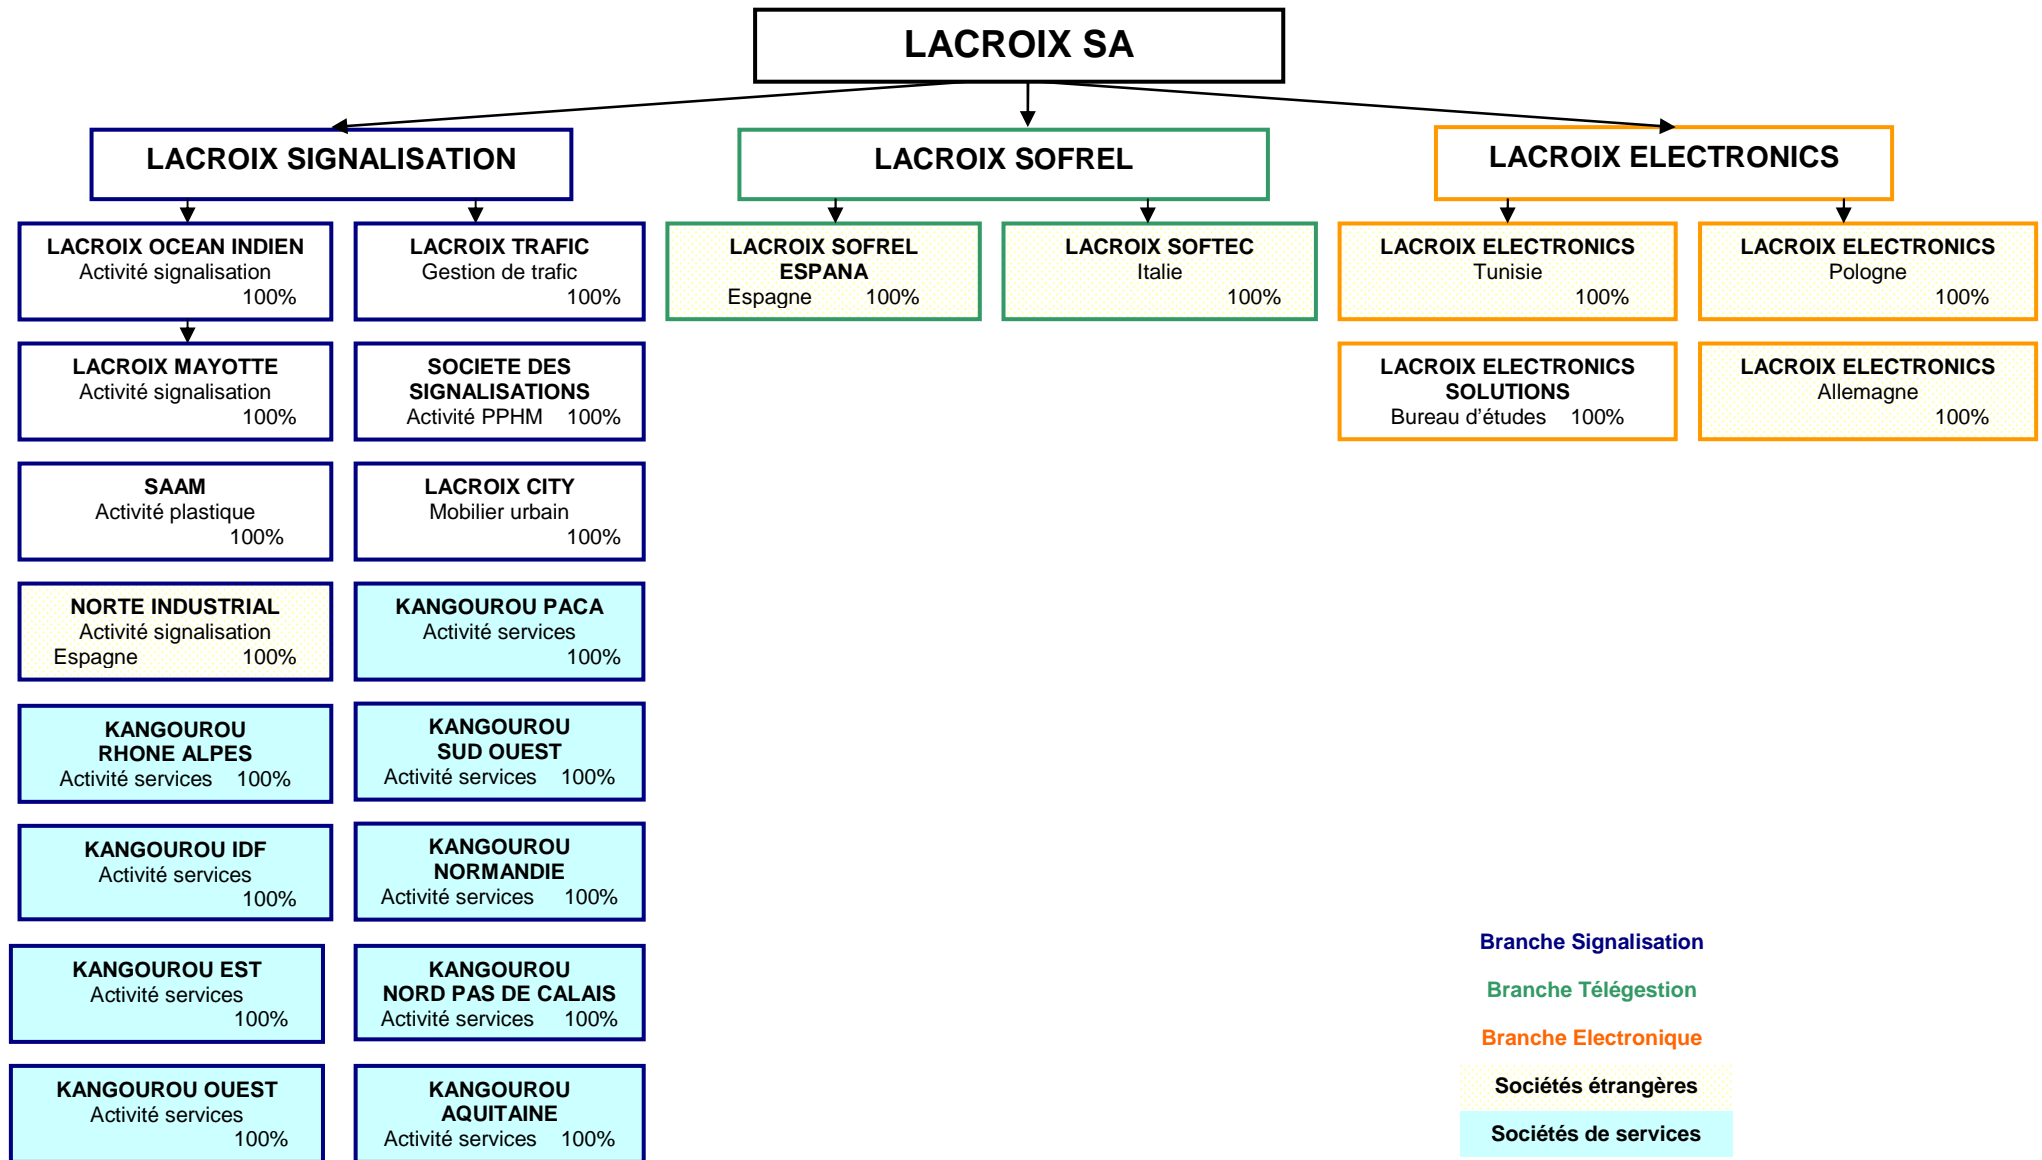 LACROIX SA
LACROIX SIGNALISATION
LACROIX SOFREL
LACROIX ELECTRONICS
LACROIX OCEAN INDIEN
Activité signalisation
100%
LACROIX TRAFIC
Gestion de trafic
100%
LACROIX SOFREL
ESPANA
Espagne 100%
LACROIX SOFTEC
Italie
100%
LACROIX ELECTRONICS
Tunisie
100%
LACROIX ELECTRONICS
Pologne
100%
LACROIX MAYOTTE
Activité signalisation
100%
SOCIETE DES
SIGNALISATIONS
Activité PPHM 100%
LACROIX ELECTRONICS
SOLUTIONS
Bureau d’études 100%
LACROIX ELECTRONICS
Allemagne
100%
SAAM
Activité plastique
100%
LACROIX CITY
Mobilier urbain
100%
NORTE INDUSTRIAL
Activité signalisation
Espagne 100%
KANGOUROU PACA
Activité services
100%
KANGOUROU
RHONE ALPES
Activité services 100%
KANGOUROU
SUD OUEST
Activité services 100%
KANGOUROU IDF
Activité services
100%
KANGOUROU
NORMANDIE
Activité services 100%
KANGOUROU EST
Activité services
100%
KANGOUROU
NORD PAS DE CALAIS
Activité services 100%
KANGOUROU OUEST
Activité services
100%
KANGOUROU
AQUITAINE
Activité services 100%
Branche Signalisation
Branche Télégestion
Branche Electronique
Sociétés étrangères
Sociétés de services